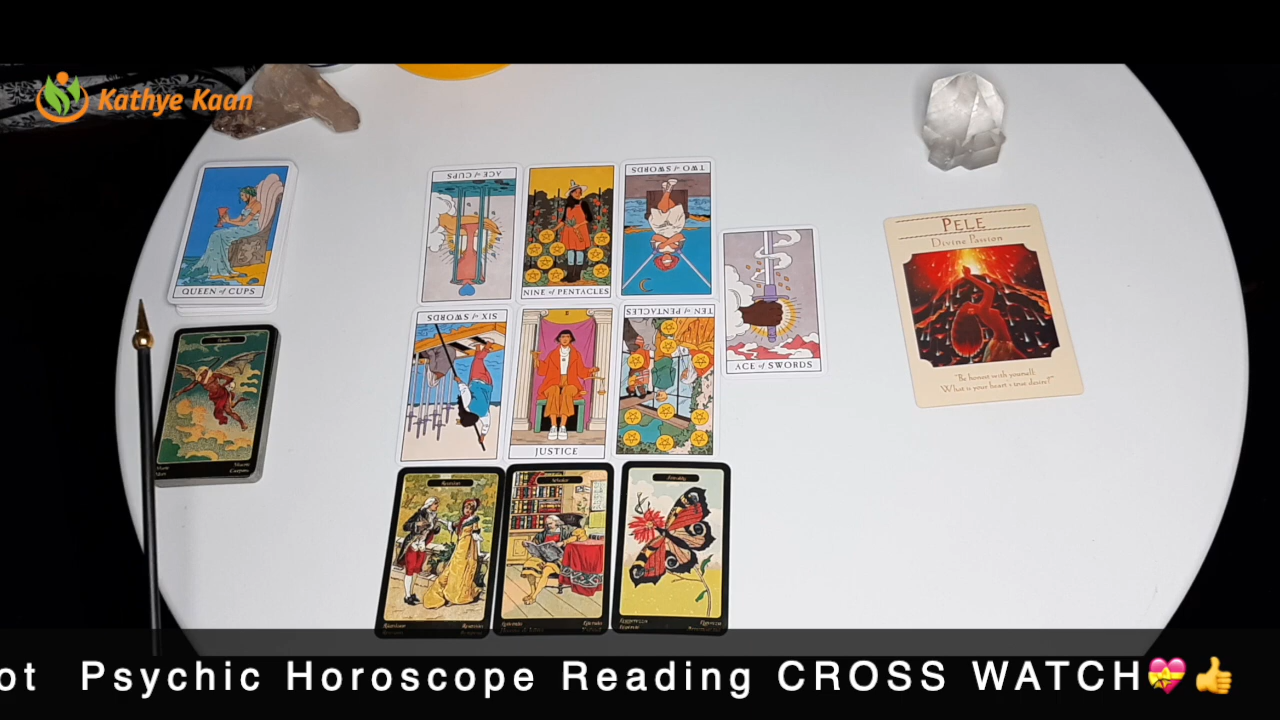 Kathye Kaan
ACE of CUPS
TWO of SWORDS
PELE
Divine Passion
QUEEN of CUPS
NINE of PENTACLES
SIX of SWORDS
TEN of PENTACLES
ACE of SWORDS
"Be honest with yourself.
What is your heart's true desire?"
JUSTICE
ot Psychic Horoscope Reading CROSS WATCH💝👍